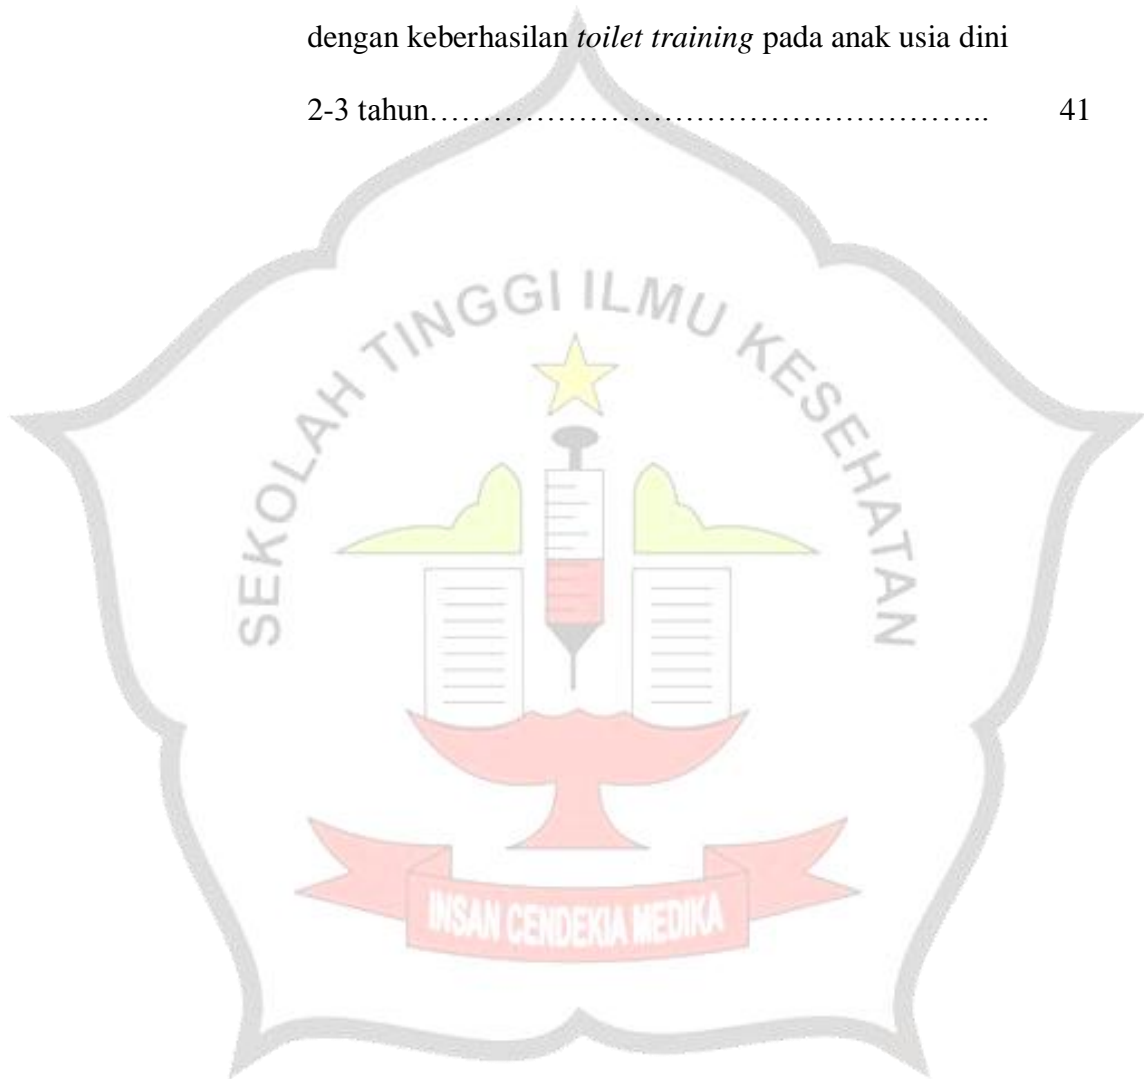 dengan keberhasilan toilet training pada anak usia dini
2-3 tahun……………………………………………..	41
SEKOLAH TINGGI ILMU KESEHATAN
INSAN CENDEKIA MEDIKA